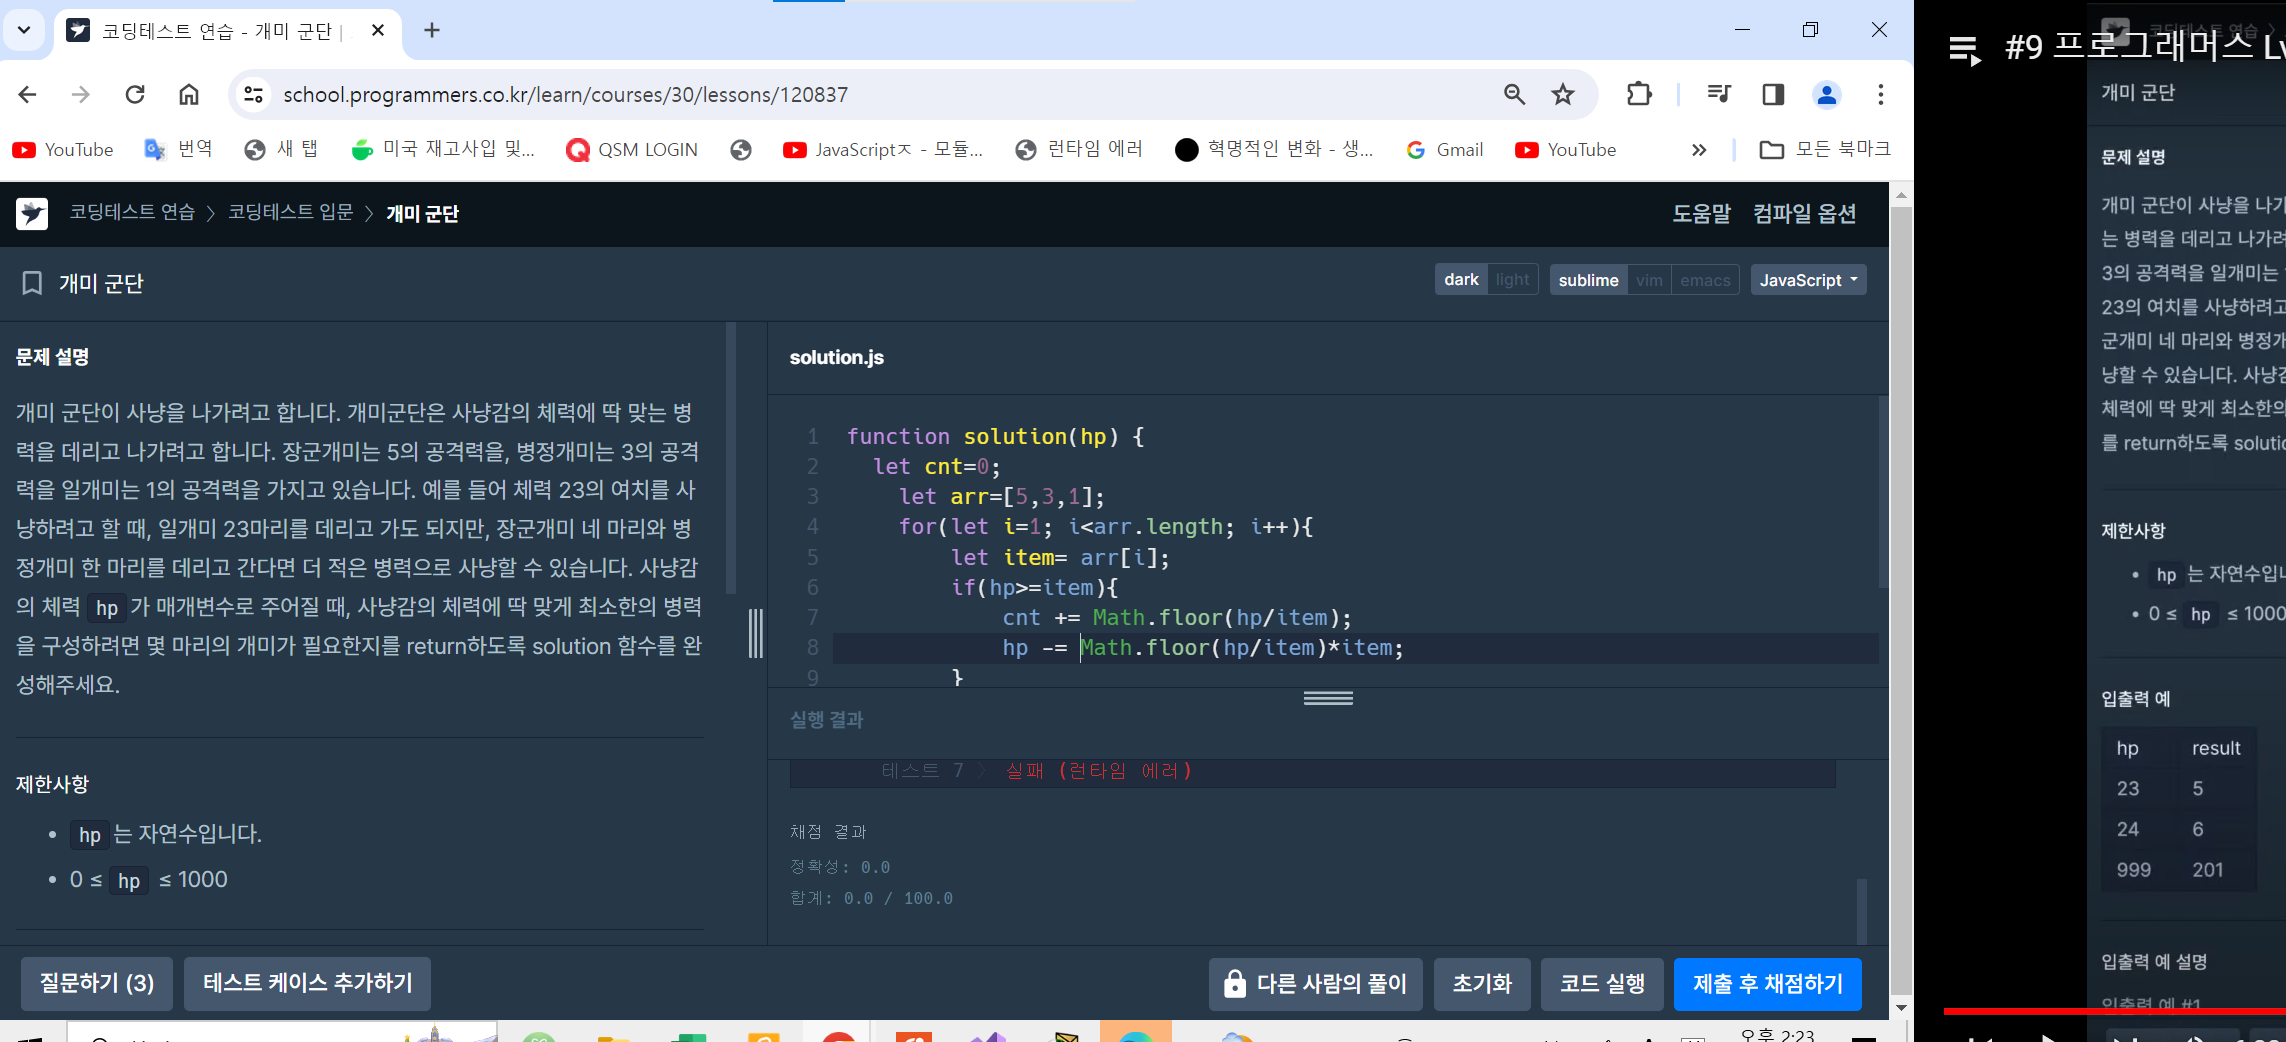 코딩테스트 연습 - 개미 군단 |
school.programmers.co.kr/learn/courses/30/lessons/120837
YouTube 번역 새 탭 미국 재고사입 및... QSM LOGIN JavaScriptㅈ - 모듈... 런타임 에러 혁명적인 변화 - 생... Gmail YouTube » 모든 북마크
코딩테스트 연습 > 코딩테스트 입문 > 개미 군단
도움말 컴파일 옵션
개미 군단
dark light sublime vim emacs JavaScript
문제 설명
개미 군단이 사냥을 나가려고 합니다. 개미군단은 사냥감의 체력에 딱 맞는 병
력을 데리고 나가려고 합니다. 장군개미는 5의 공격력을, 병정개미는 3의 공격
력을 일개미는 1의 공격력을 가지고 있습니다. 예를 들어 체력 23의 여치를 사
냥하려고 할 때, 일개미 23마리를 데리고 가도 되지만, 장군개미 네 마리와 병
정개미 한 마리를 데리고 간다면 더 적은 병력으로 사냥할 수 있습니다. 사냥감
의 체력 hp가 매개변수로 주어질 때, 사냥감의 체력에 딱 맞게 최소한의 병력
을 구성하려면 몇 마리의 개미가 필요한지를 return하도록 solution 함수를 완
성해주세요.
제한사항
• hp는 자연수입니다.
• 0 ≤ hp ≤ 1000
solution.js
1 function solution(hp) {
2 let cnt=0;
3 let arr=[5,3,1];
4 for(let i=1; i<arr.length; i++){
5 let item= arr[i];
6 if(hp>=item){
7 cnt += Math.floor(hp/item);
8 hp -= Math.floor(hp/item)*item;
9 }
실행 결과
테스트 7 > 실패 (런타임 에러)
채점 결과
정확성: 0.0
합계: 0.0 / 100.0
질문하기 (3) 테스트 케이스 추가하기
다른 사람의 풀이 초기화 코드 실행 제출 후 채점하기
오후 2:23
코딩테스트 연습 >
#9 프로그래머스 Lv
개미 군단
문제 설명
개미 군단이 사냥을 나가
는 병력을 데리고 나가려
3의 공격력을 일개미는
23의 여치를 사냥하려고
군개미 네 마리와 병정개
냥할 수 있습니다. 사냥감
체력에 딱 맞게 최소한의
를 return하도록 solutio
제한사항
• hp 는 자연수입니
• 0 ≤ hp ≤ 1000
입출력 예
hp result
23 5
24 6
999 201
입출력 예 설명
입출력 예 #1